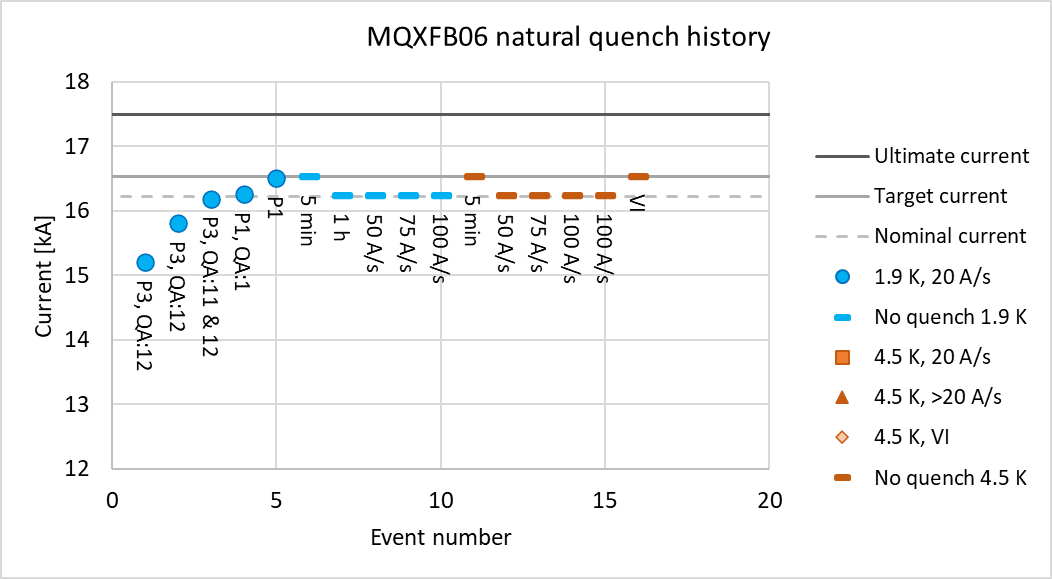 MQXFB06 natural quench history
18
17
16
15
14
13
12
Current [kA]
0
5
10
15
20
Event number
P3, QA:12
P3, QA:12
P3, QA:11 & 12
P1, QA:1
P1
5 min
1 h
50 A/s
75 A/s
100 A/s
5 min
50 A/s
75 A/s
100 A/s
100 A/s
VI
Ultimate current
Target current
Nominal current
1.9 K, 20 A/s
No quench 1.9 K
4.5 K, 20 A/s
4.5 K, >20 A/s
4.5 K, VI
No quench 4.5 K